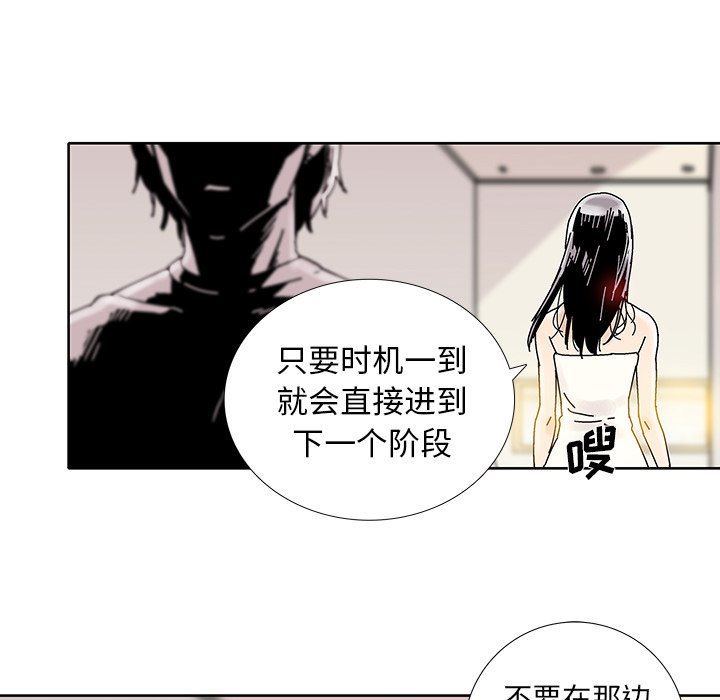 只要时机一到
就会直接进到
下一个阶段
嗖
不要在那边